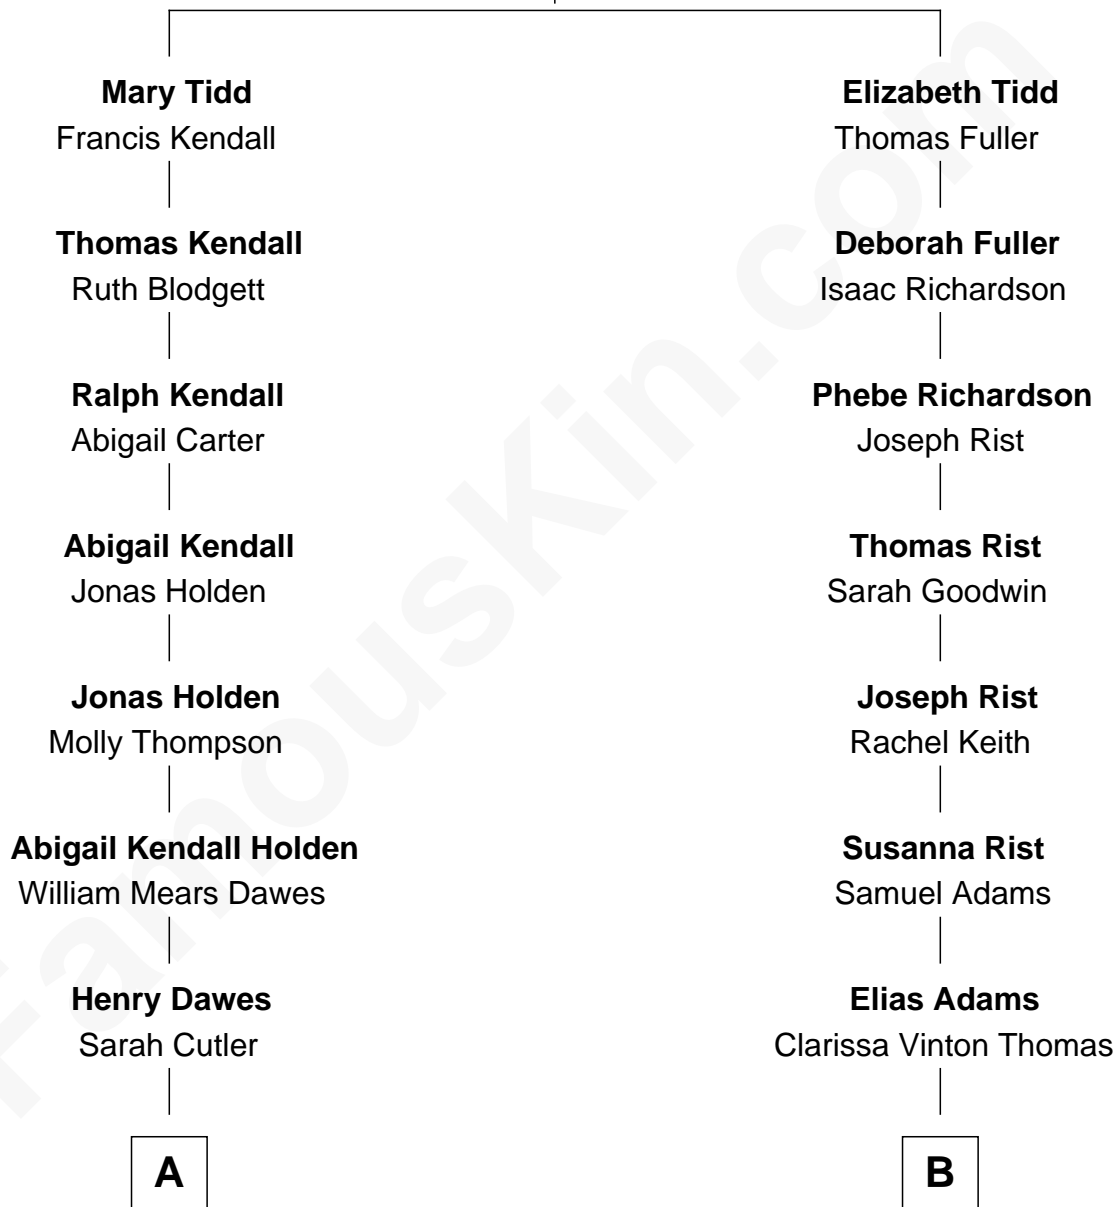 Mary Tidd
Francis Kendall
Thomas Kendall
Ruth Blodgett
Ralph Kendall
Abigail Carter
Abigail Kendall
Jonas Holden
Jonas Holden
Molly Thompson
Abigail Kendall Holden
William Mears Dawes
Henry Dawes
Sarah Cutler
A
Elizabeth Tidd
Thomas Fuller
Deborah Fuller
Isaac Richardson
Phebe Richardson
Joseph Rist
Thomas Rist
Sarah Goodwin
Joseph Rist
Rachel Keith
Susanna Rist
Samuel Adams
Elias Adams
Clarissa Vinton Thomas
B
FamousKin.com